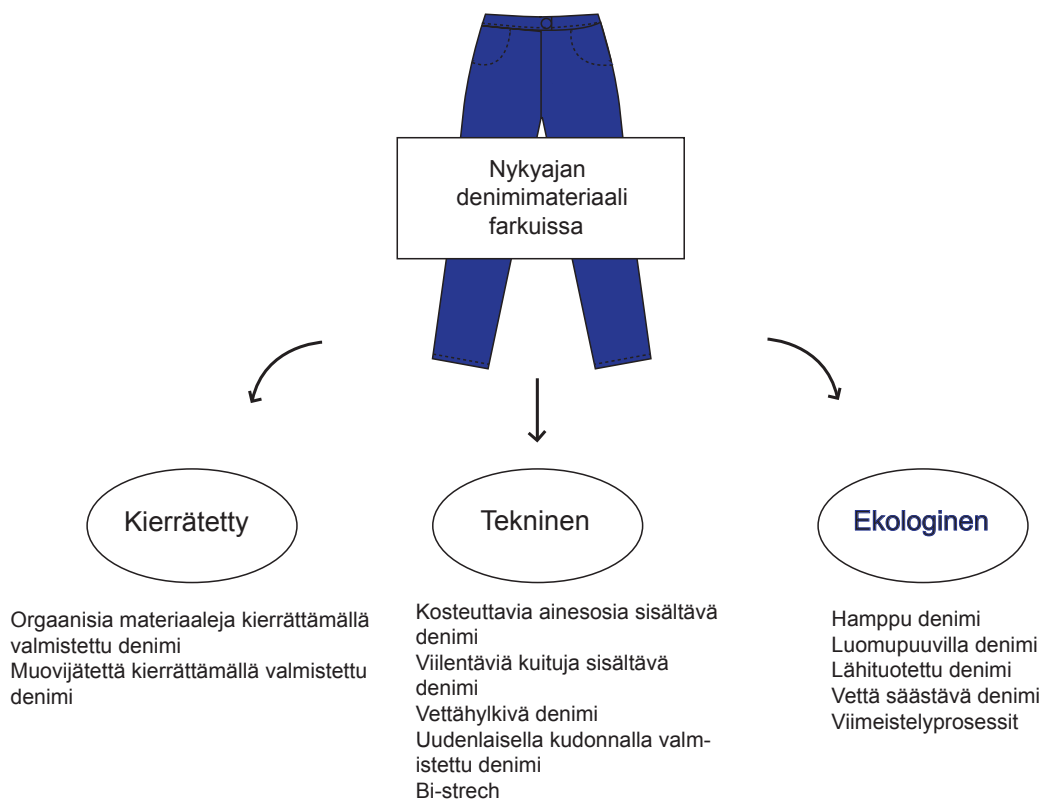 Nykyajan
denimimateriaali
farkuissa
Kierrätetty
Tekninen
Ekologinen
Orgaanisia materiaaleja kierrättämällä
valmistettu denimi
Muovijätettä kierrättämällä valmistettu
denimi
Kosteuttavia ainesosia sisältävä
denimi
Viilentäviä kuituja sisältävä
denimi
Vettähylkivä denimi
Uudenlaisella kudonnalla valm-
istettu denimi
Bi-strech
Hamppu denimi
Luomupuuvilla denimi
Lähituotettu denimi
Vettä säästävä denimi
Viimeistelyprosessit